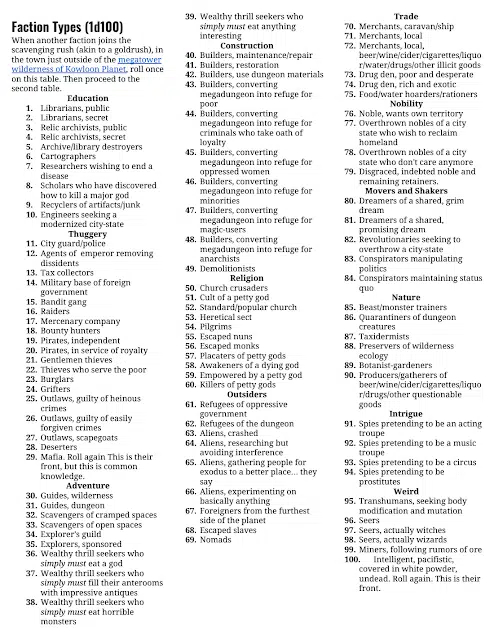 Faction Types (1d100)
When another faction joins the
scavenging rush (akin to a goldrush), in
the town just outside of the megatower
wilderness of Kowloon Planet, roll once
on this table. Then proceed to the
second table.
Education
1. Librarians, public
2. Librarians, secret
3. Relic archivists, public
4. Relic archivists, secret
5. Archive/library destroyers
6. Cartographers
7. Researchers wishing to end a
disease
8. Scholars who have discovered
how to kill a major god
9. Recyclers of artifacts/junk
10. Engineers seeking a
modernized city-state
Thuggery
11. City guard/police
12. Agents of emperor removing
dissidents
13. Tax collectors
14. Military base of foreign
government
15. Bandit gang
16. Raiders
17. Mercenary company
18. Bounty hunters
19. Pirates, independent
20. Pirates, in service of royalty
21. Gentlemen thieves
22. Thieves who serve the poor
23. Burglars
24. Grifters
25. Outlaws, guilty of heinous
crimes
26. Outlaws, guilty of easily
forgiven crimes
27. Outlaws, scapegoats
28. Deserters
29. Mafia. Roll again This is their
front, but this is common
knowledge.
Adventure
30. Guides, wilderness
31. Guides, dungeon
32. Scavengers of cramped spaces
33. Scavengers of open spaces
34. Explorer's guild
35. Explorers, sponsored
36. Wealthy thrill seekers who
simply must eat a god
37. Wealthy thrill seekers who
simply must fill their anterooms
with impressive antiques
38. Wealthy thrill seekers who
simply must eat horrible
monsters
39. Wealthy thrill seekers who
simply must eat anything
interesting
Construction
40. Builders, maintenance/repair
41. Builders, restoration
42. Builders, use dungeon materials
43. Builders, converting
megadungeon into refuge for
poor
44. Builders, converting
megadungeon into refuge for
criminals who take oath of
loyalty
45. Builders, converting
megadungeon into refuge for
oppressed women
46. Builders, converting
megadungeon into refuge for
minorities
47. Builders, converting
megadungeon into refuge for
magic-users
48. Builders, converting
megadungeon into refuge for
anarchists
49. Demolitionists
Religion
50. Church crusaders
51. Cult of a petty god
52. Standard/popular church
53. Heretical sect
54. Pilgrims
55. Escaped nuns
56. Escaped monks
57. Placaters of petty gods
58. Awakeners of a dying god
59. Empowered by a petty god
60. Killers of petty gods
Outsiders
61. Refugees of oppressive
government
62. Refugees of the dungeon
63. Aliens, crashed
64. Aliens, researching but
avoiding interference
65. Aliens, gathering people for
exodus to a better place... they
say
66. Aliens, experimenting on
basically anything
67. Foreigners from the furthest
side of the planet
68. Escaped slaves
69. Nomads
Trade
70. Merchants, caravan/ship
71. Merchants, local
72. Merchants, local,
beer/wine/cider/cigarettes/liquo
r/water/drugs/other illicit goods
73. Drug den, poor and desperate
74. Drug den, rich and exotic
75. Food/water hoarders/rationers
Nobility
76. Noble, wants own territory
77. Overthrown nobles of a city
state who wish to reclaim
homeland
78. Overthrown nobles of a city
state who don't care anymore
79. Disgraced, indebted noble and
remaining retainers.
Movers and Shakers
80. Dreamers of a shared, grim
dream
81. Dreamers of a shared,
promising dream
82. Revolutionaries seeking to
overthrow a city-state
83. Conspirators manipulating
politics
84. Conspirators maintaining status
quo
Nature
85. Beast/monster trainers
86. Quarantiners of dungeon
creatures
87. Taxidermists
88. Preservers of wilderness
ecology
89. Botanist-gardeners
90. Producers/gatherers of
beer/wine/cider/cigarettes/liquo
r/drugs/other questionable
goods
Intrigue
91. Spies pretending to be an acting
troupe
92. Spies pretending to be a music
troupe
93. Spies pretending to be a circus
94. Spies pretending to be
prostitutes
Weird
95. Transhumans, seeking body
modification and mutation
96. Seers
97. Seers, actually witches
98. Seers, actually wizards
99. Miners, following rumors of ore
100. Intelligent, pacifistic,
covered in white powder,
undead. Roll again. This is their
front.